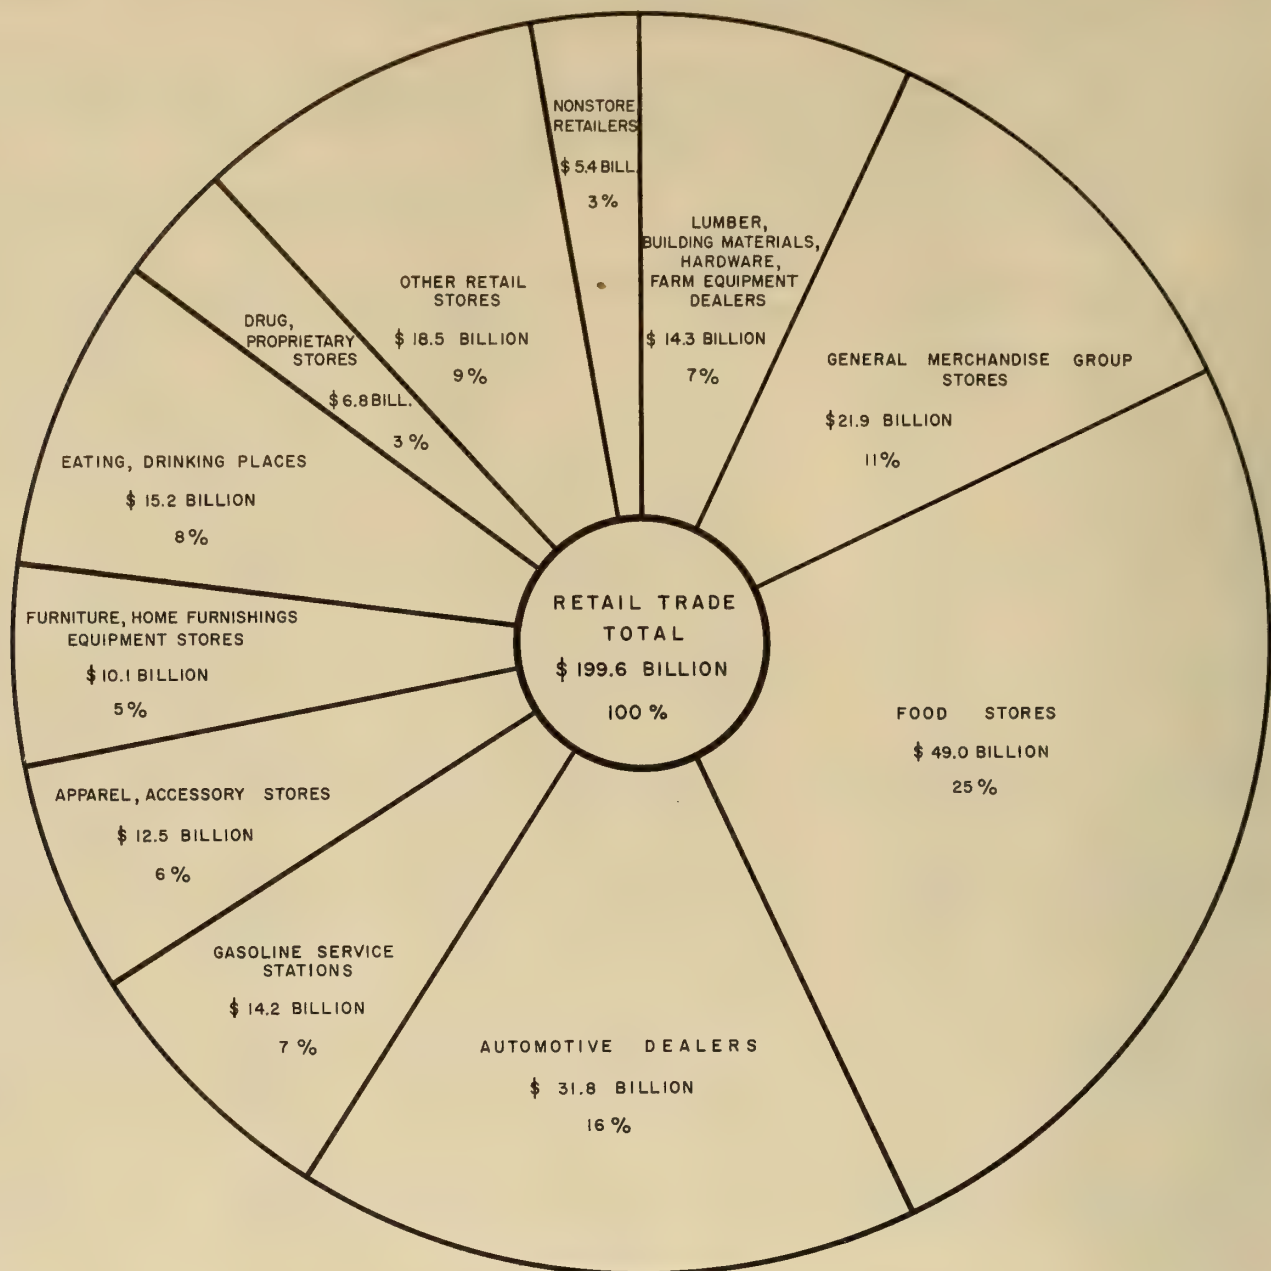 NONSTORE
RETAILERS
$ 5.4 BILL.
3%
LUMBER,
BUILDING MATERIALS,
HARDWARE,
FARM EQUIPMENT
DEALERS
$ 14.3 BILLION
7%
GENERAL MERCHANDISE GROUP
STORES
$21.9 BILLION
11%
FOOD STORES
$ 49.0 BILLION
25%
AUTOMOTIVE DEALERS
$ 31.8 BILLION
16%
GASOLINE SERVICE
STATIONS
$ 14.2 BILLION
7 %
APPAREL, ACCESSORY STORES
$ 12.5 BILLION
6%
FURNITURE, HOME FURNISHINGS
EQUIPMENT STORES
$ 10.1 BILLION
5%
EATING, DRINKING PLACES
$ 15.2 BILLION
8%
DRUG,
PROPRIETARY
STORES
$6.8 BILL.
3%
OTHER RETAIL
STORES
$ 18.5 BILLION
9%
RETAIL TRADE
TOTAL
$ 199.6 BILLION
100 %